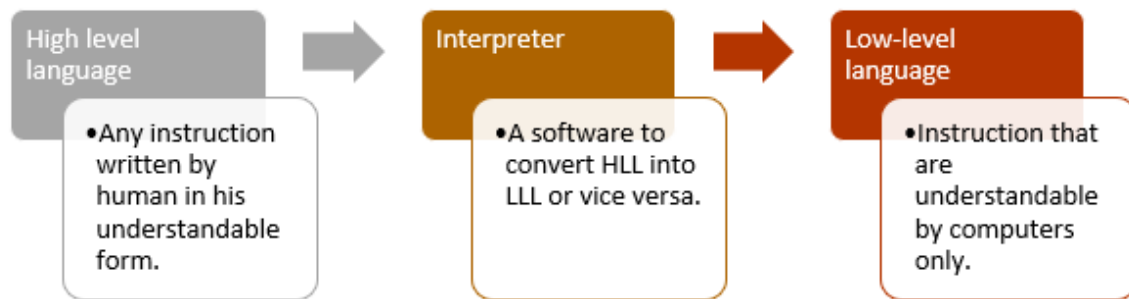 High level
language
•Any instruction
written by
human in his
understandable
form.
Interpreter
•A software to
convert HLL into
LLL or vice versa.
Low-level
language
•Instruction that
are
understandable
by computers
only.